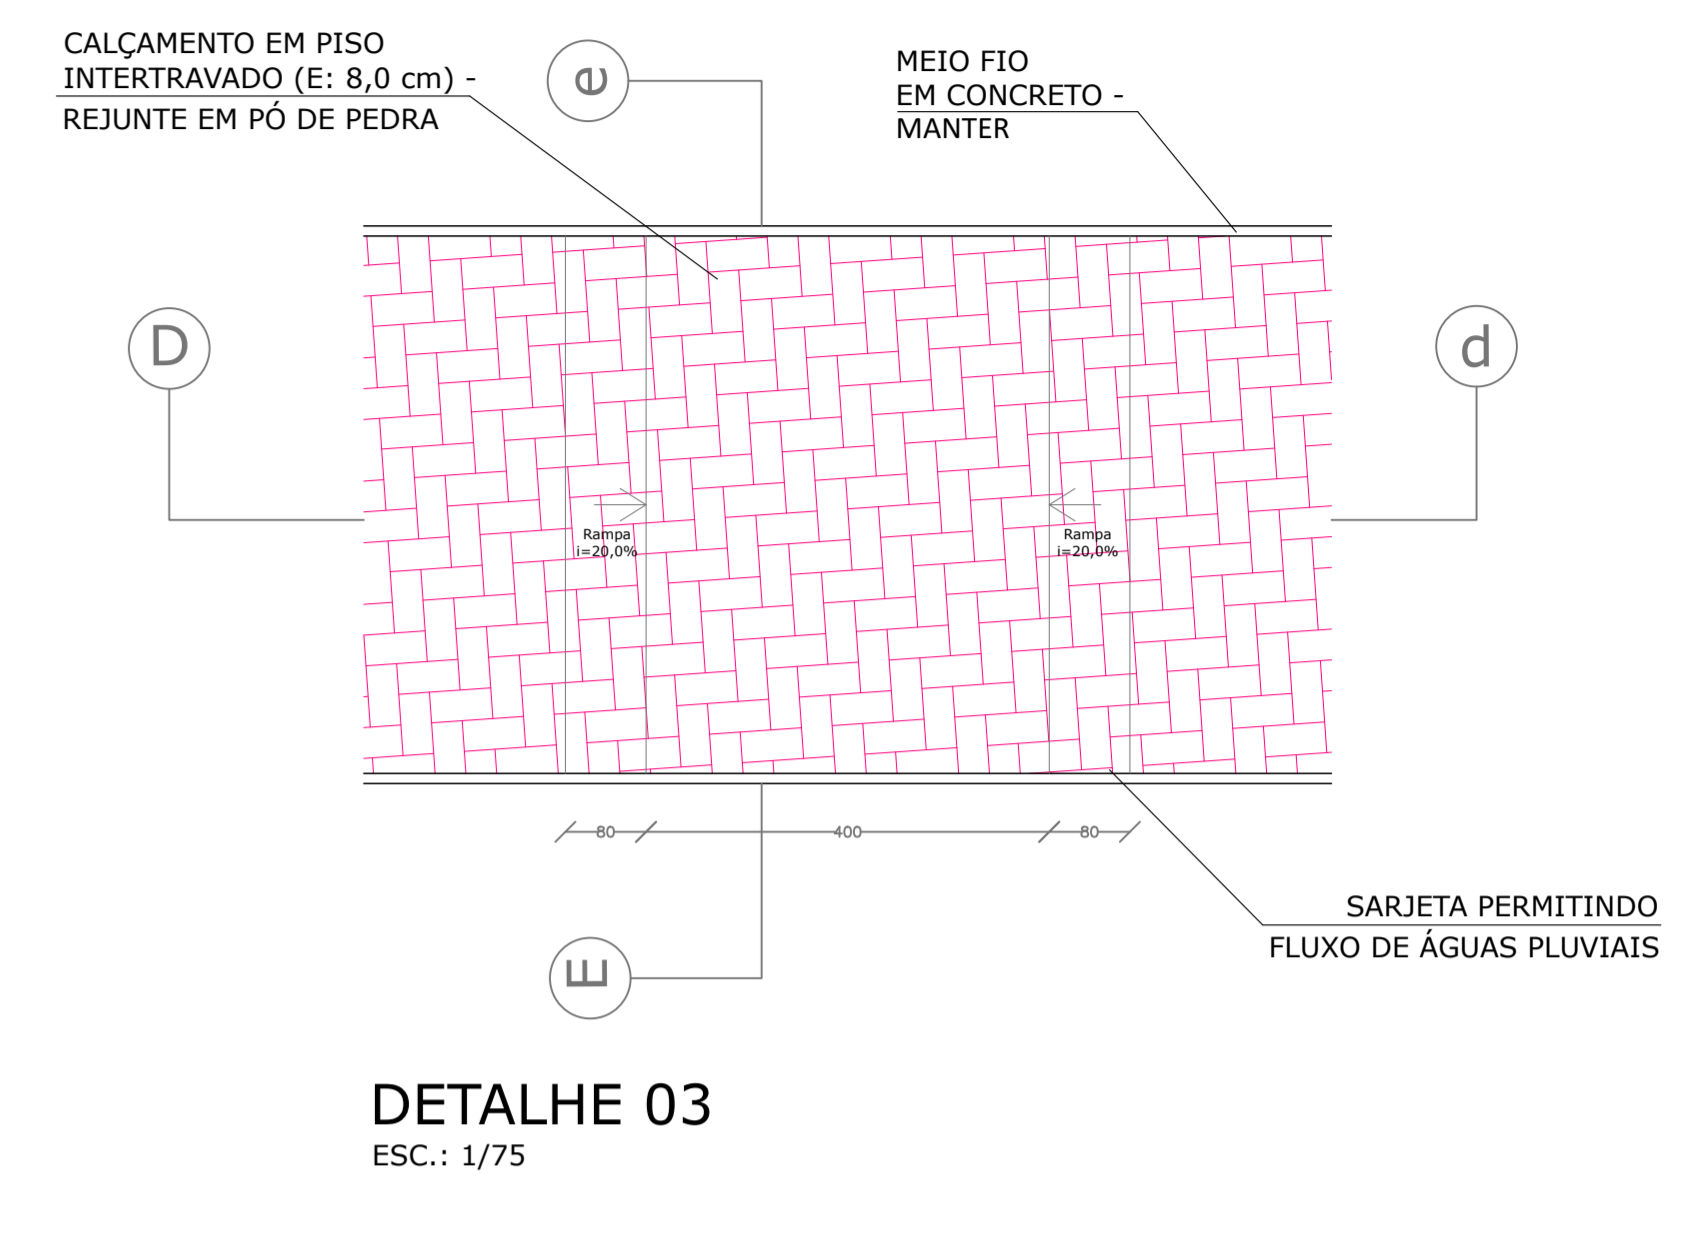 CALÇAMENTO EM PISO
INTERTRAVADO (E: 8,0 cm) -
REJUNTE EM PÓ DE PEDRA
e
MEIO FIO
EM CONCRETO -
MANTER
D
d
Rampa
i=20,0%
Rampa
i=20,0%
80
400
80
SARJETA PERMITINDO
FLUXO DE ÁGUAS PLUVIAIS
E
DETALHE 03
ESC.: 1/75